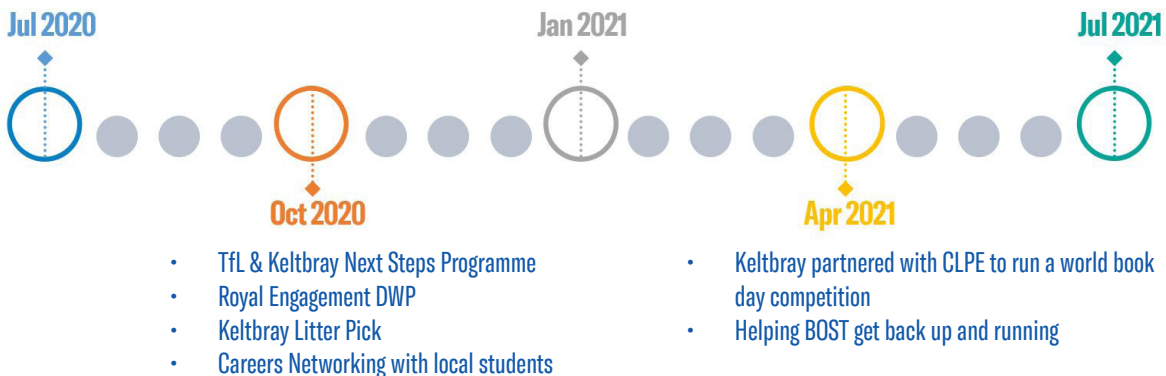 Jul 2020
Jan 2021
Jul 2021
Oct 2020
Apr 2021
• TfL & Keltbray Next Steps Programme
• Royal Engagement DWP
• Keltbray Litter Pick
• Careers Networking with local students
• Keltbray partnered with CLPE to run a world book
day competition
• Helping BOST get back up and running